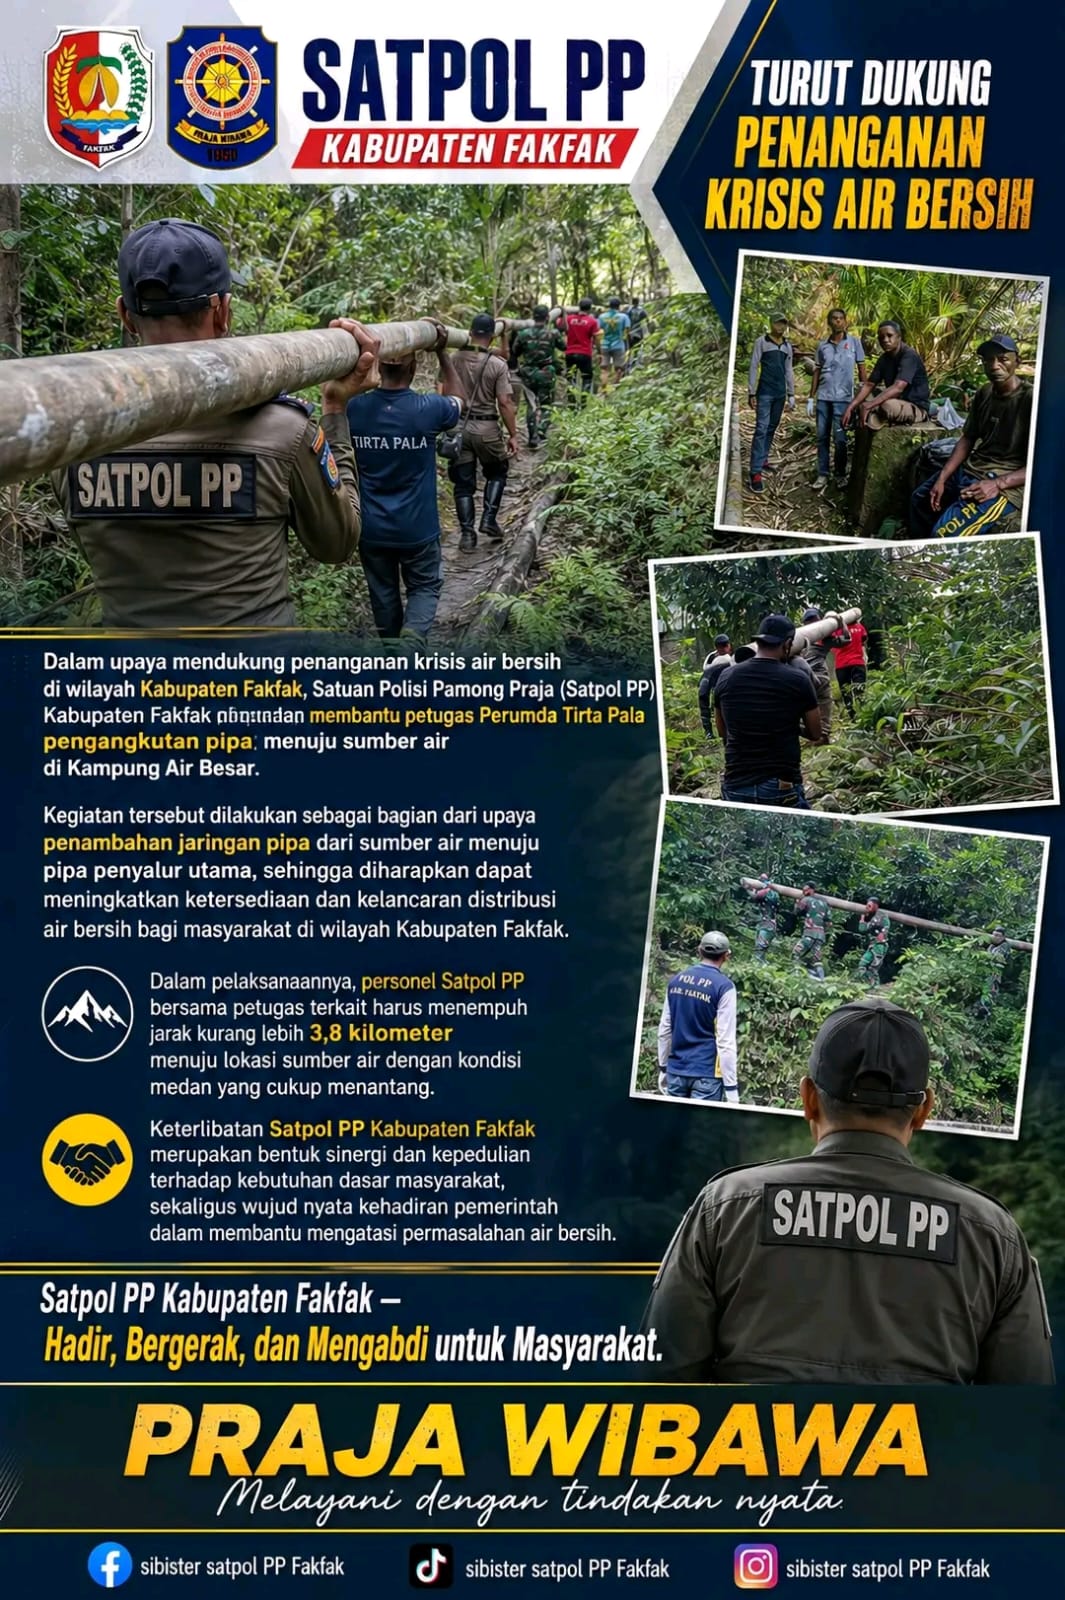 FAKFAK
PRAJA WIBAWA
1950
SATPOL PP
KABUPATEN FAKFAK
TURUT DUKUNG
PENANGANAN
KRISIS AIR BERSIH
SATPOL PP
TIRTA PALA
POL PP
Dalam upaya mendukung penanganan krisis air bersih
di wilayah Kabupaten Fakfak, Satuan Polisi Pamong Praja (Satpol PP)
Kabupaten Fakfak membantu petugas Perumda Tirta Pala
pengangkutan pipa; menuju sumber air
di Kampung Air Besar.
Kegiatan tersebut dilakukan sebagai bagian dari upaya
penambahan jaringan pipa dari sumber air menuju
pipa penyalur utama, sehingga diharapkan dapat
meningkatkan ketersediaan dan kelancaran distribusi
air bersih bagi masyarakat di wilayah Kabupaten Fakfak.
POL PP
Dalam pelaksanaannya, personel Satpol PP
bersama petugas terkait harus menempuh
jarak kurang lebih 3,8 kilometer
menuju lokasi sumber air dengan kondisi
medan yang cukup menantang.
Keterlibatan Satpol PP Kabupaten Fakfak
merupakan bentuk sinergi dan kepedulian
terhadap kebutuhan dasar masyarakat,
sekaligus wujud nyata kehadiran pemerintah
dalam membantu mengatasi permasalahan air bersih.
SATPOL PP
Satpol PP Kabupaten Fakfak —
Hadir, Bergerak, dan Mengabdi untuk Masyarakat.
PRAJA WIBAWA
Melayani dengan tindakan nyata.
sibister satpol PP Fakfak
sibister satpol PP Fakfak
sibister satpol PP Fakfak